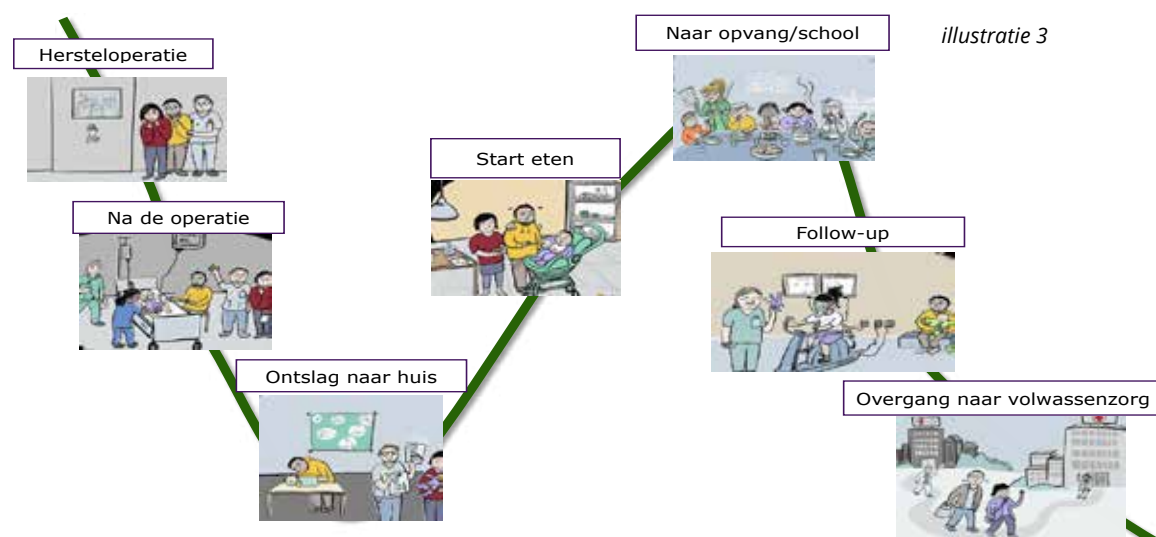 illustratie 3
Hersteloperatie
Na de operatie
Ontslag naar huis
Start eten
Naar opvang/school
Follow-up
Overgang naar volwassenzorg